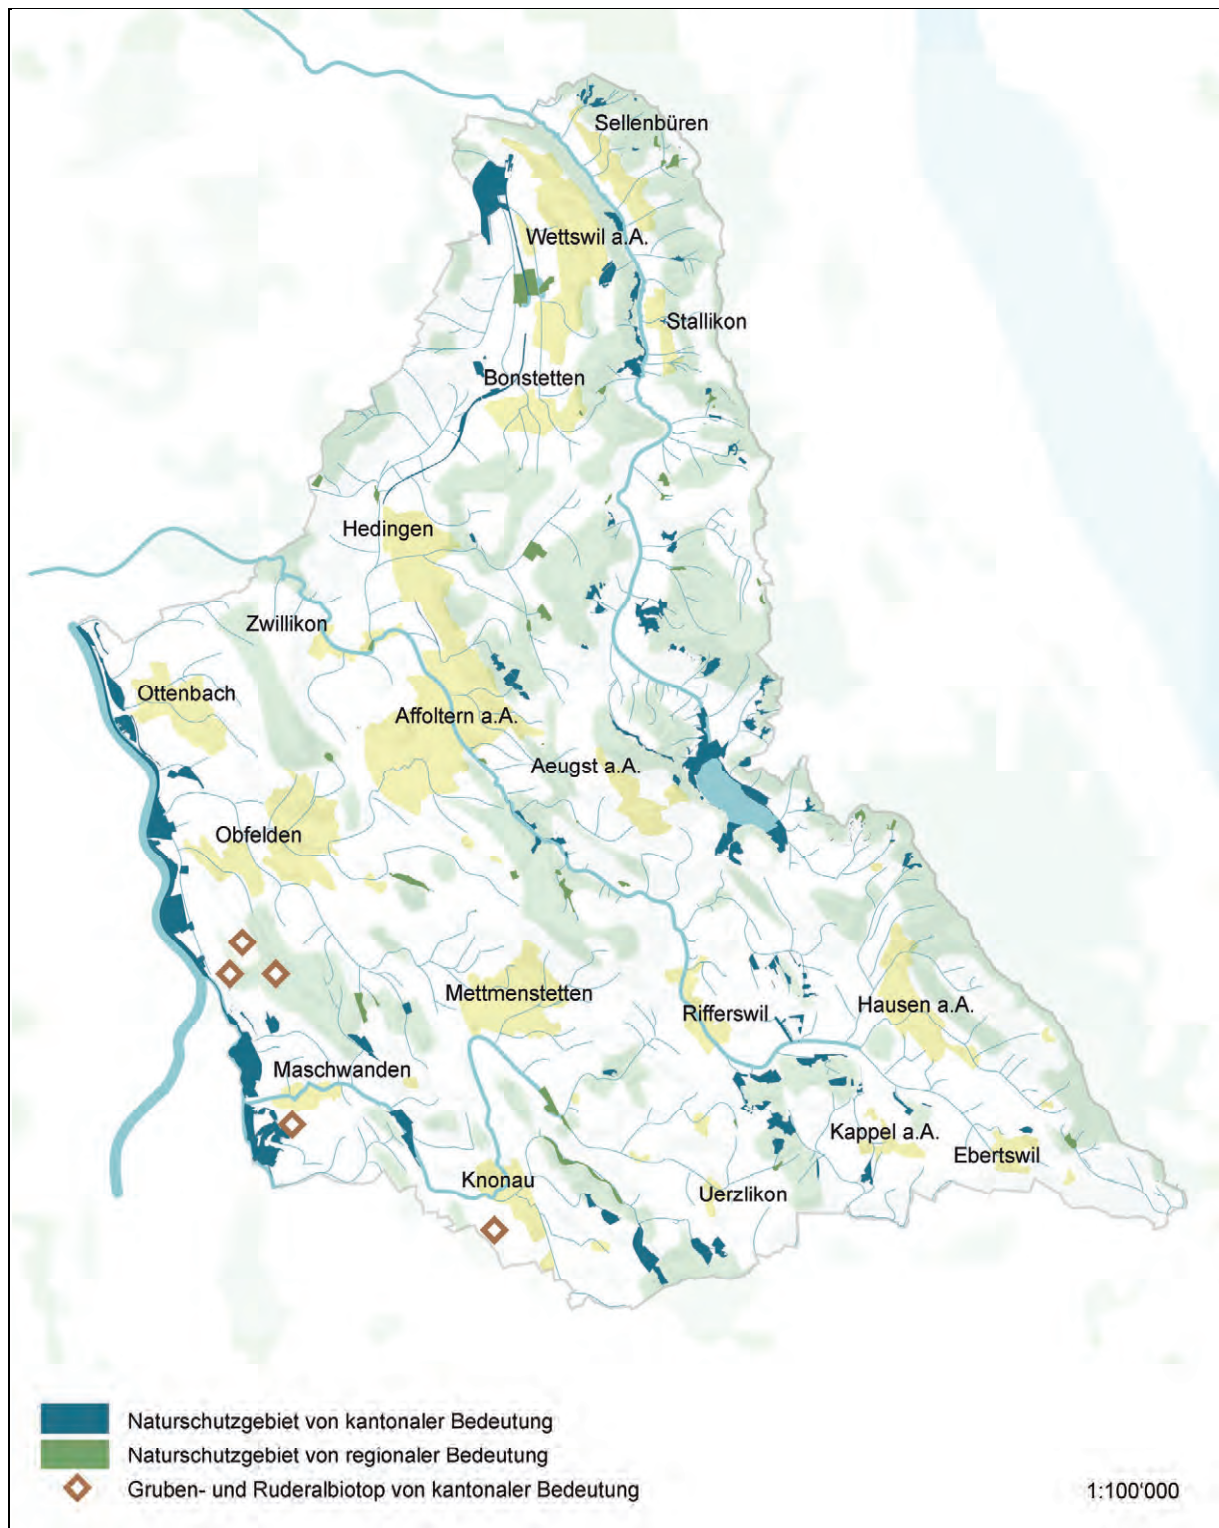 Sellenbüren
Wettswil a.A.
Stallikon
Bonstetten
Hedingen
Zwillikon
Ottenbach
Affoltern a.A.
Aeugst a.A.
Obfelden
Mettmenstetten
Rifferswil
Hausen a.A.
Maschwanden
Kappel a.A.
Ebertswil
Knonau
Uerzlikon
Naturschutzgebiet von kantonaler Bedeutung
Naturschutzgebiet von regionaler Bedeutung
Gruben- und Ruderalbiotop von kantonaler Bedeutung
1:100'000